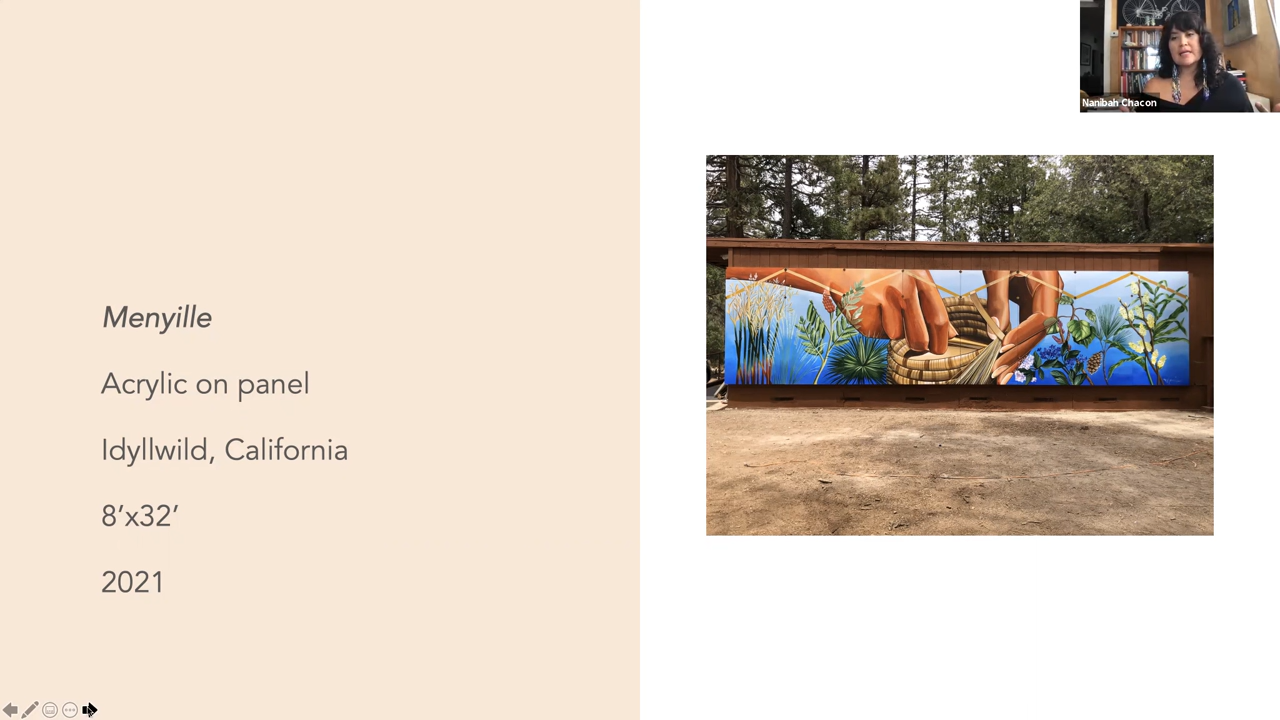 Nanibah Chacon
Menyille
Acrylic on panel
Idyllwild, California
8’x32’
2021